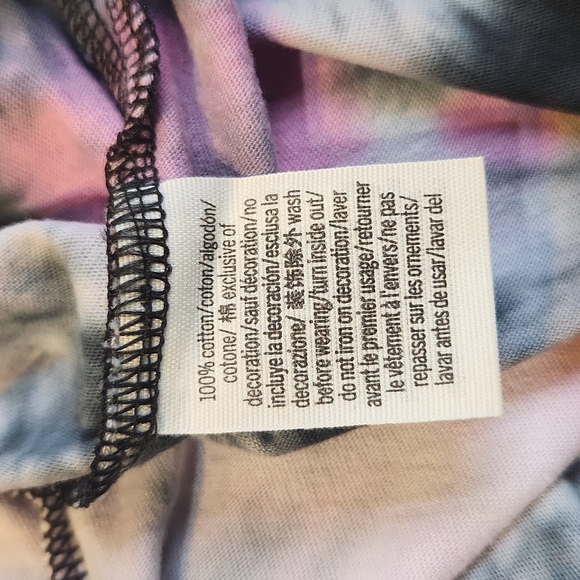 100% cotton/coton/algodón/
cotone/ 棉 exclusive of
decoration/sauf décoration/no
incluye la decoración/esclusa la
decorazione/ 装饰除外 wash
before wearing/turn inside out/
do not iron on decoration/laver
avant le premier usage/retourner
le vêtement à l'envers/ne pas
repasser sur les ornements/
lavar antes de usar/lavar del